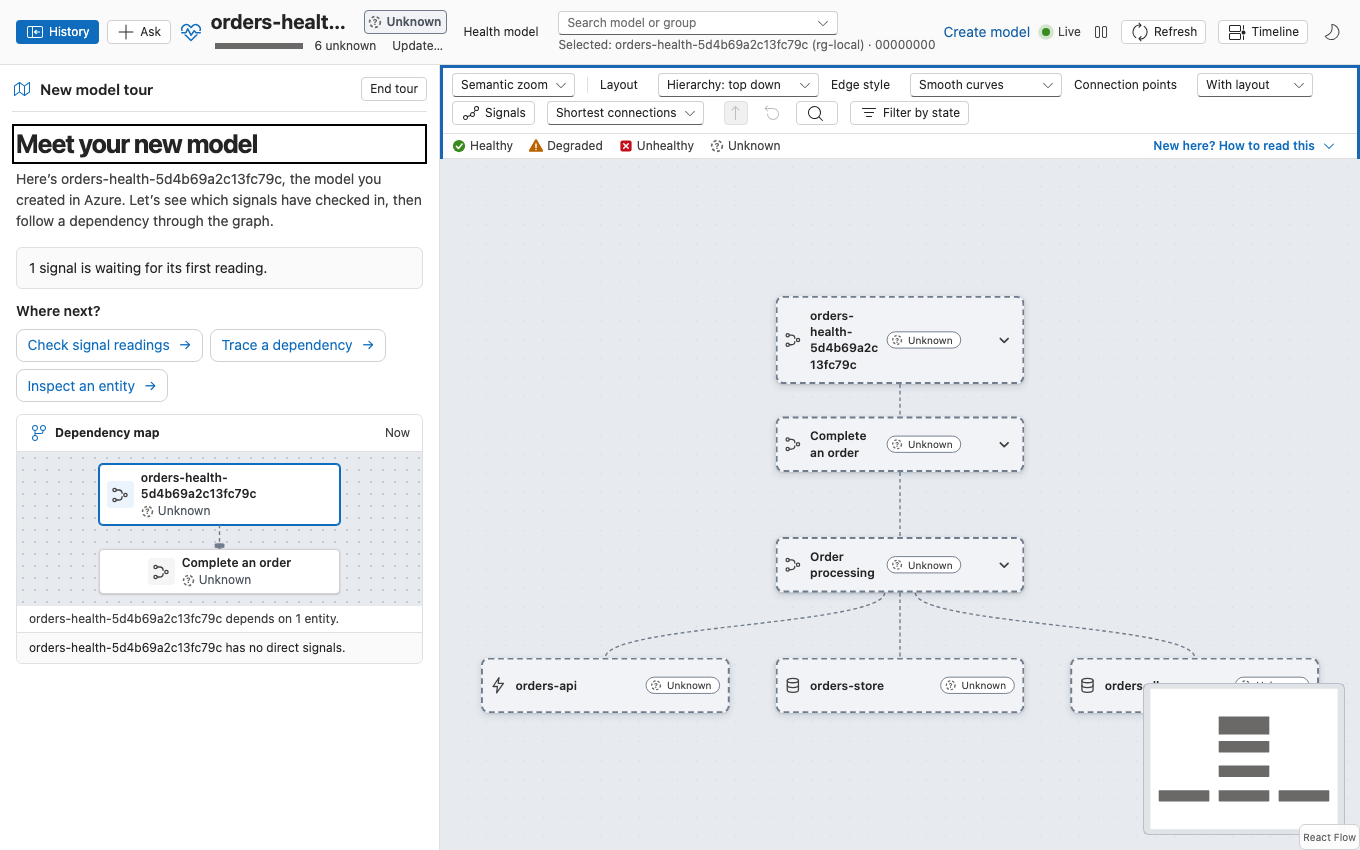 History
Ask
orders-healt...
Unknown
6 unknown
Update...
Health model
Search model or group
Selected: orders-health-5d4b69a2c13fc79c (rg-local) · 00000000
Create model
Live
Refresh
Timeline
New model tour
End tour
Meet your new model
Here's orders-health-5d4b69a2c13fc79c, the model you
created in Azure. Let's see which signals have checked in, then
follow a dependency through the graph.
1 signal is waiting for its first reading.
Where next?
Check signal readings →
Trace a dependency →
Inspect an entity →
Dependency map
Now
orders-health-
5d4b69a2c13fc79c
Unknown
Complete an order
Unknown
orders-health-5d4b69a2c13fc79c depends on 1 entity.
orders-health-5d4b69a2c13fc79c has no direct signals.
Semantic zoom
Layout
Hierarchy: top down
Edge style
Smooth curves
Connection points
With layout
Signals
Shortest connections
Filter by state
Healthy
Degraded
Unhealthy
Unknown
New here? How to read this
orders-
health-
5d4b69a2c
13fc79c
Unknown
Complete
an order
Unknown
Order
processing
Unknown
orders-api
Unknown
orders-store
Unknown
React Flow